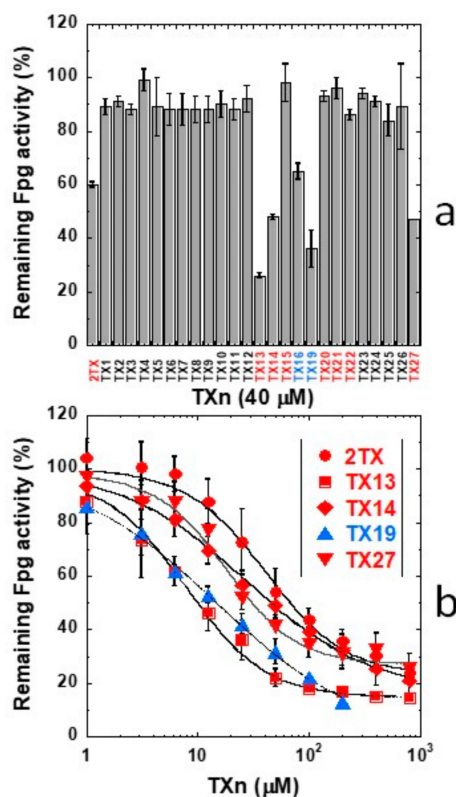 120
100
80
60
40
20
0
Remaining Fpg activity (%)
2TX
TX1
TX2
TX3
TX4
TX5
TX6
TX7
TX8
TX9
TX10
TX11
TX12
TX13
TX14
TX15
TX16
TX19
TX20
TX21
TX22
TX23
TX24
TX25
TX26
TX27
TXn (40 μM)
a
120
100
80
60
40
20
0
Remaining Fpg activity (%)
2TX
TX13
TX14
TX19
TX27
1
10
10²
10³
TXn (μM)
b